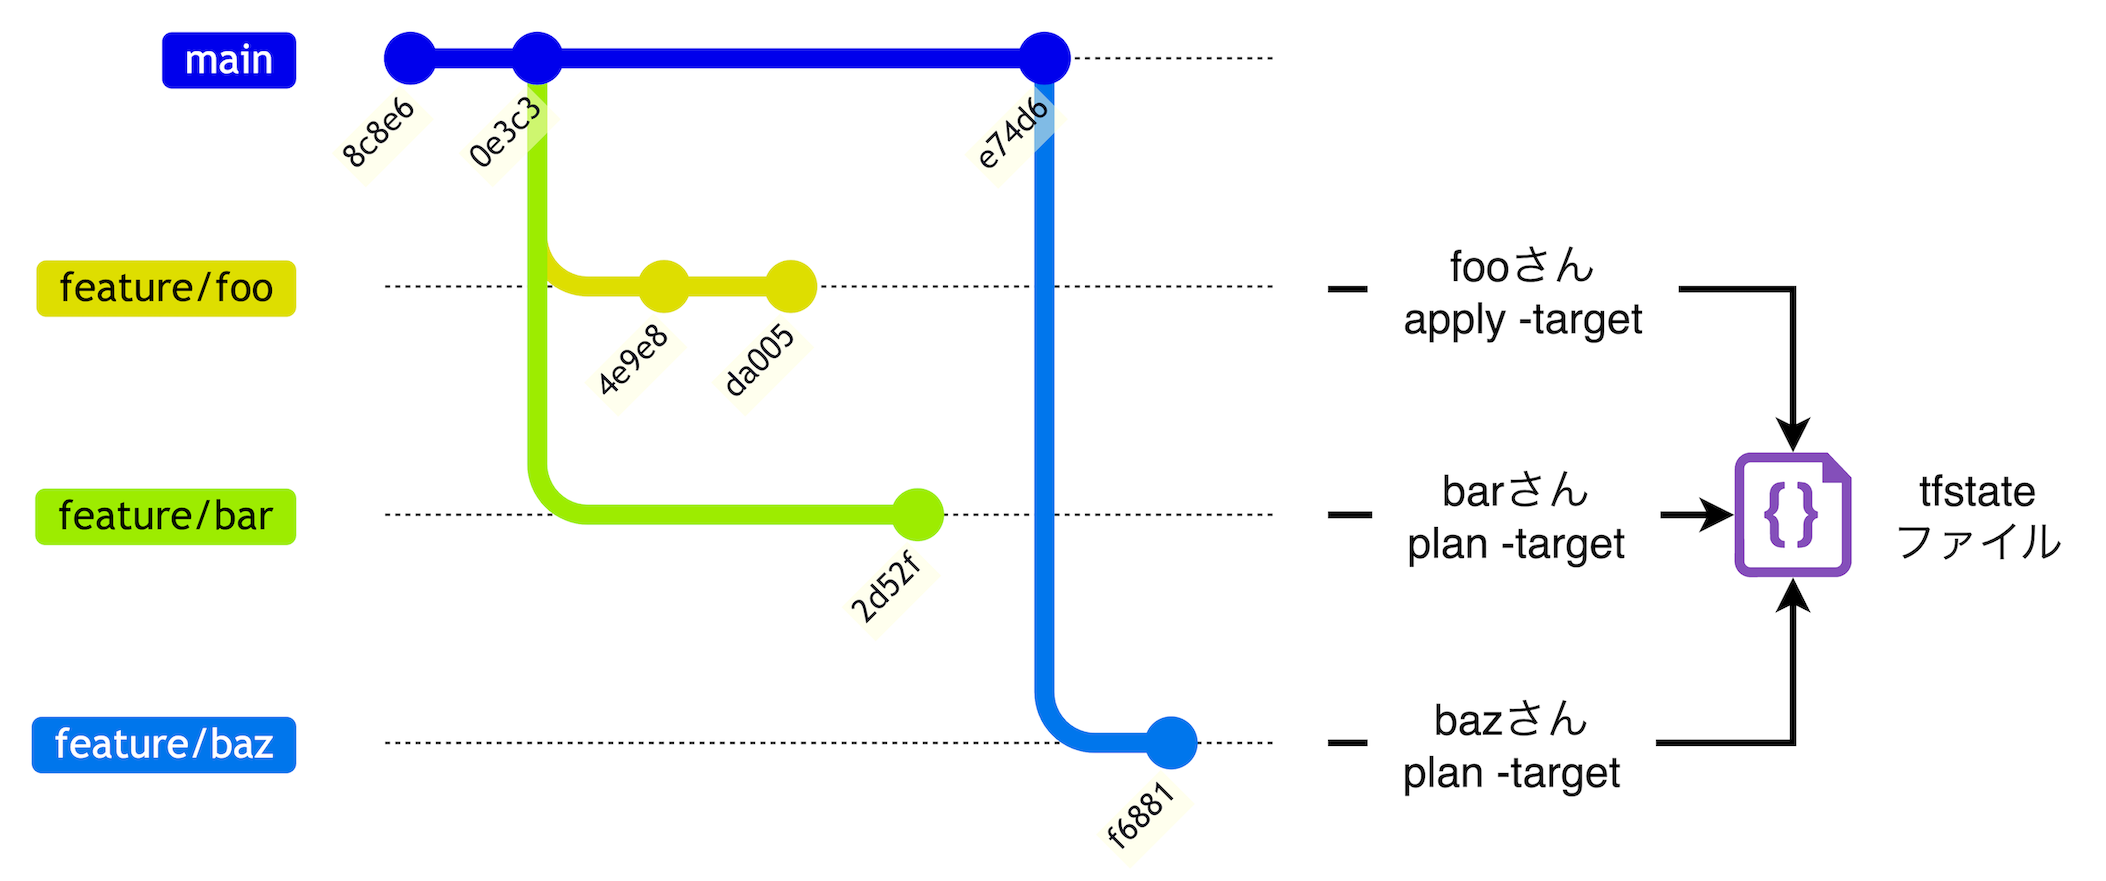 main
8c8e6
0e3c3
e74d6
feature/foo
4e9e8
da005
fooさん
apply -target
feature/bar
2d52f
barさん
plan -target
tfstate
ファイル
feature/baz
f6881
bazさん
plan -target
{}